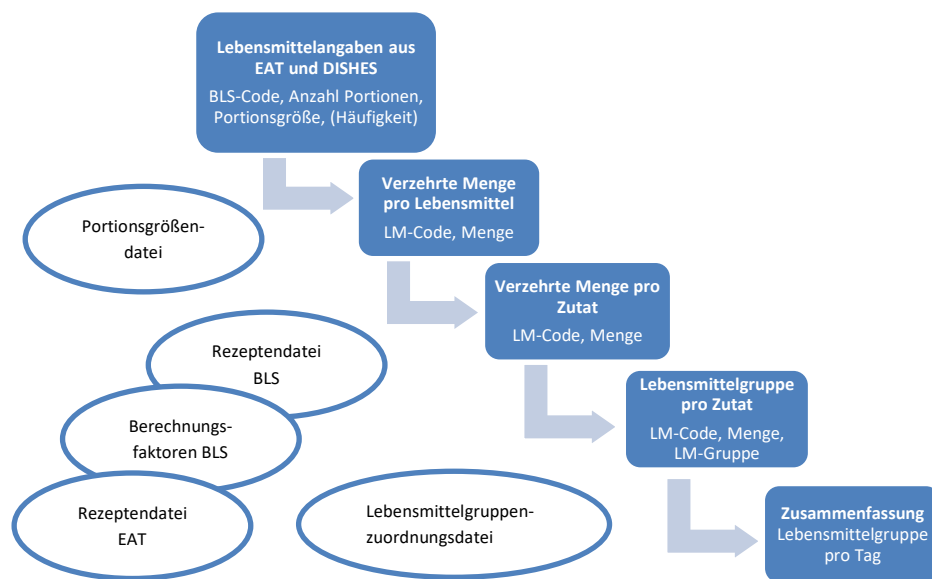 Lebensmittelangaben aus
EAT und DISHES
BLS-Code, Anzahl Portionen,
Portionsgröße, (Häufigkeit)
Verzehrte Menge
pro Lebensmittel
LM-Code, Menge
Portionsgrößen-
datei
Verzehrte Menge pro
Zutat
LM-Code, Menge
Rezeptendatei
BLS
Lebensmittelgruppe
pro Zutat
LM-Code, Menge,
LM-Gruppe
Berechnungs-
faktoren BLS
Rezeptendatei
EAT
Lebensmittelgruppen-
zuordnungsdatei
Zusammenfassung
Lebensmittelgruppe
pro Tag